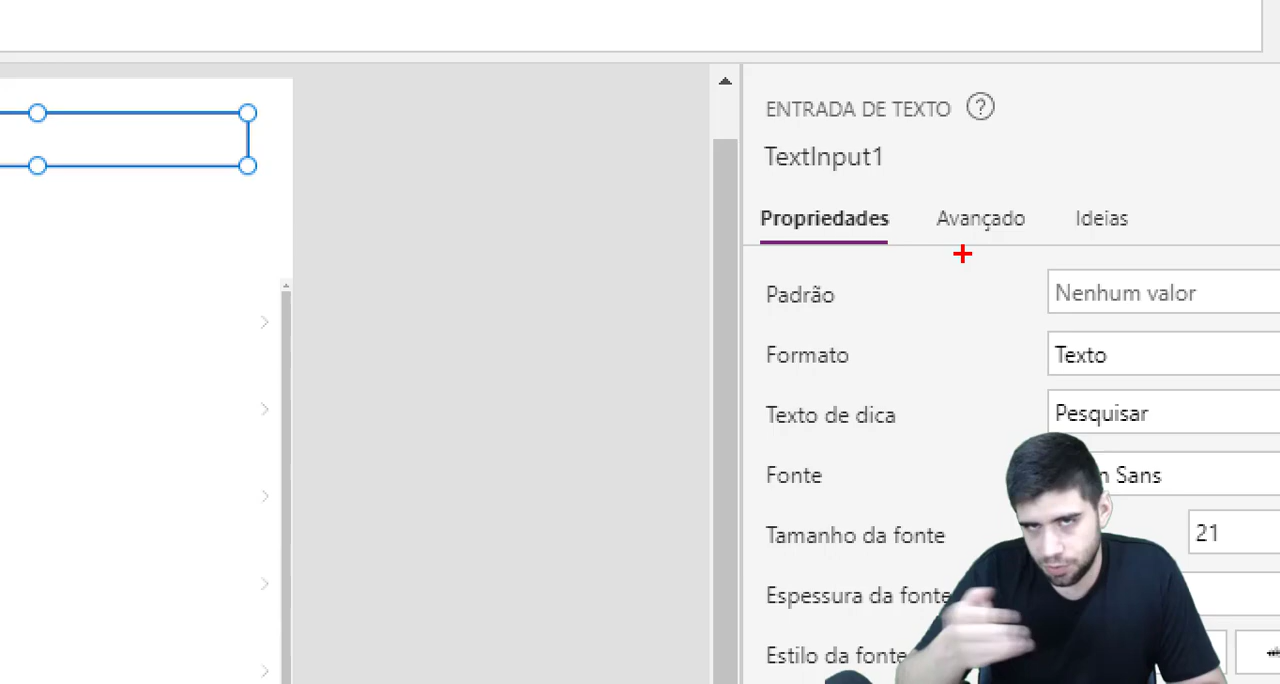 ENTRADA DE TEXTO ?
TextInput1
Propriedades Avançado Ideias
Padrão Nenhum valor
Formato Texto
Texto de dica Pesquisar
Fonte Sans
Tamanho da fonte 21
Espessura da fonte
Estilo da fonte